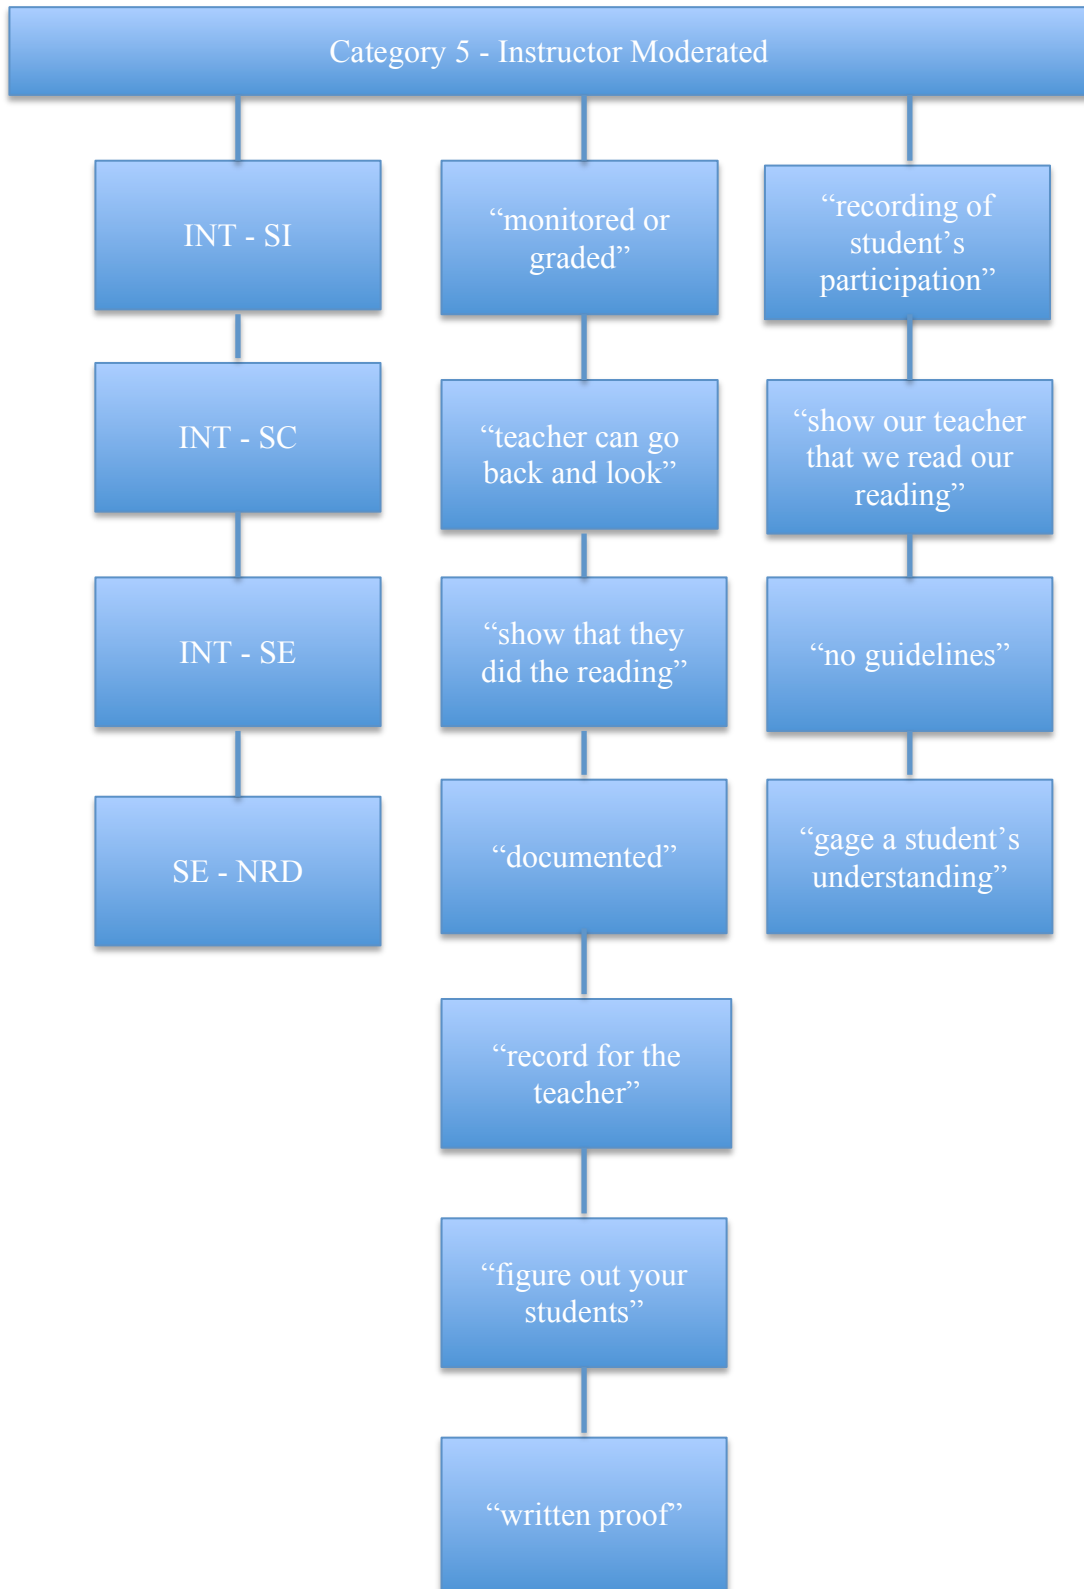 Category 5 - Instructor Moderated
INT - SI
INT - SC
INT - SE
SE - NRD
“monitored or
graded”
“teacher can go
back and look”
“show that they
did the reading”
“documented”
“record for the
teacher”
“figure out your
students”
“written proof”
“recording of
student’s
participation”
“show our teacher
that we read our
reading”
“no guidelines”
“gage a student’s
understanding”